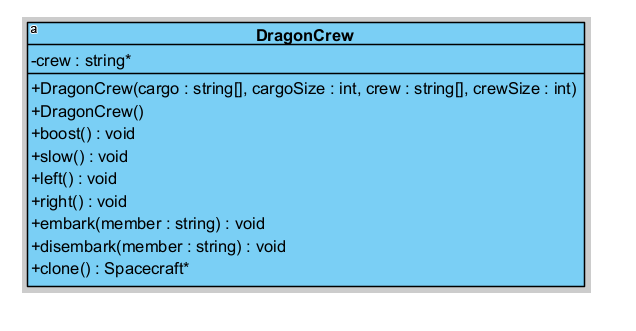 a
DragonCrew
-crew : string*
+DragonCrew(cargo : string[], cargoSize : int, crew : string[], crewSize : int)
+DragonCrew()
+boost() : void
+slow() : void
+left() : void
+right() : void
+embark(member : string) : void
+disembark(member : string) : void
+clone() : Spacecraft*